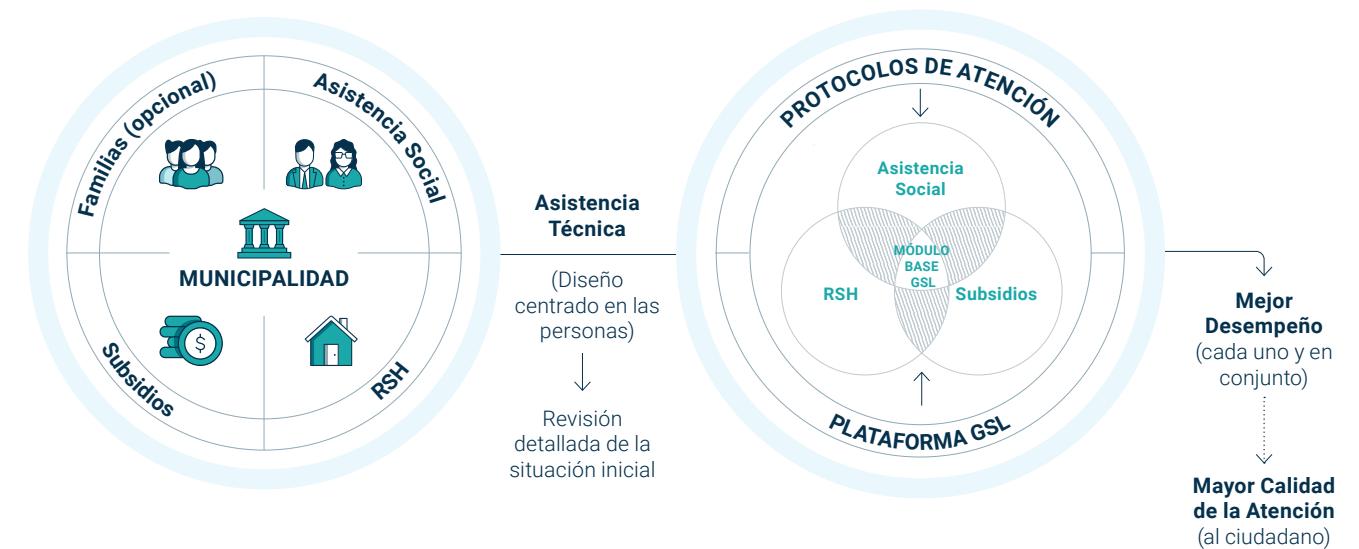 Familias (opcional)
Asistencia Social
MUNICIPALIDAD
$
Subsidios
RSH
Asistencia
Técnica
(Diseño
centrado en las
personas)
Revisión
detallada de la
situación inicial
PROTOCOLOS DE ATENCIÓN
Asistencia
Social
MÓDULO
BASE
GSL
RSH
Subsidios
PLATAFORMA GSL
Mejor
Desempeño
(cada uno y en
conjunto)
Mayor Calidad
de la Atención
(al ciudadano)